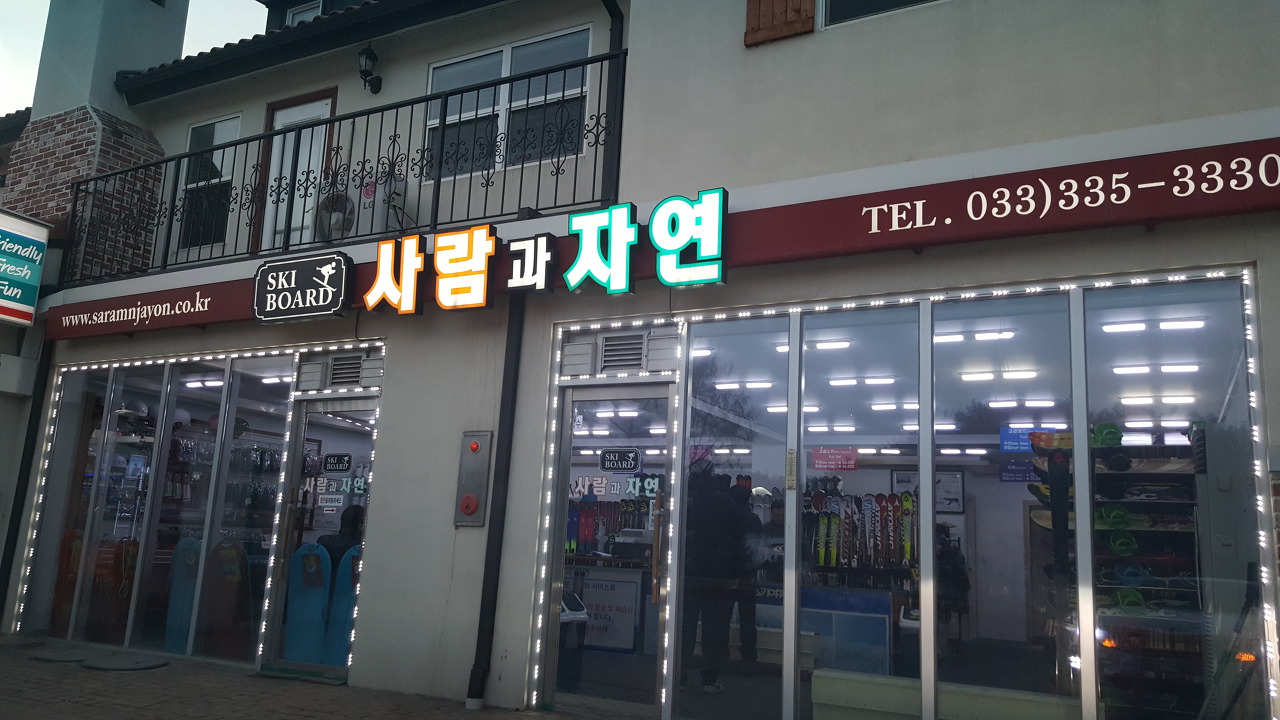 Friendly
Fresh
Fun
www.saramnjayon.co.kr
SKI
BOARD
사람과 자연
TEL. 033)335-3330
SKI
BOARD
사람과 자연
SKI
BOARD
사람과 자연
LG